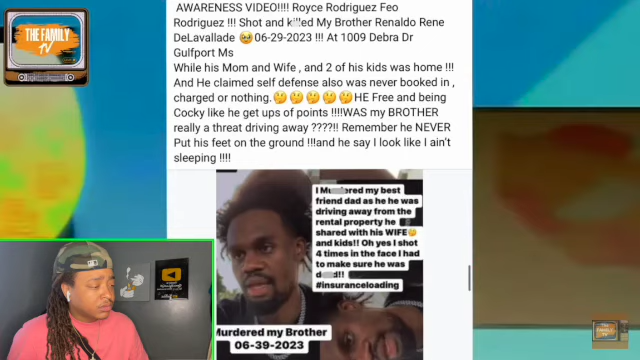 AWARENESS VIDEO!!!! Royce Rodriguez Feo
Rodriguez !!! Shot and killed My Brother Renaldo Rene
DeLavallade 🥹06-29-2023 !!! At 1009 Debra Dr
Gulfport Ms
While his Mom and Wife , and 2 of his kids was home !!!
And He claimed self defense also was never booked in ,
charged or nothing.🤔🤔🤔🤔🤔HE Free and being
Cocky like he get ups of points !!!!WAS my BROTHER
really a threat driving away ????!! Remember he NEVER
Put his feet on the ground !!!and he say I look like I ain't
sleeping !!!!
THE FAMILY
TV
I Mu dered my best
friend dad as he he was
driving away from the
rental property he
shared with his WIFE
and kids!! Oh yes I shot
4 times in the face I had
to make sure he was
d d!!
#insuranceloading
Murdered my Brother
06-39-2023
THE FAMILY
TV